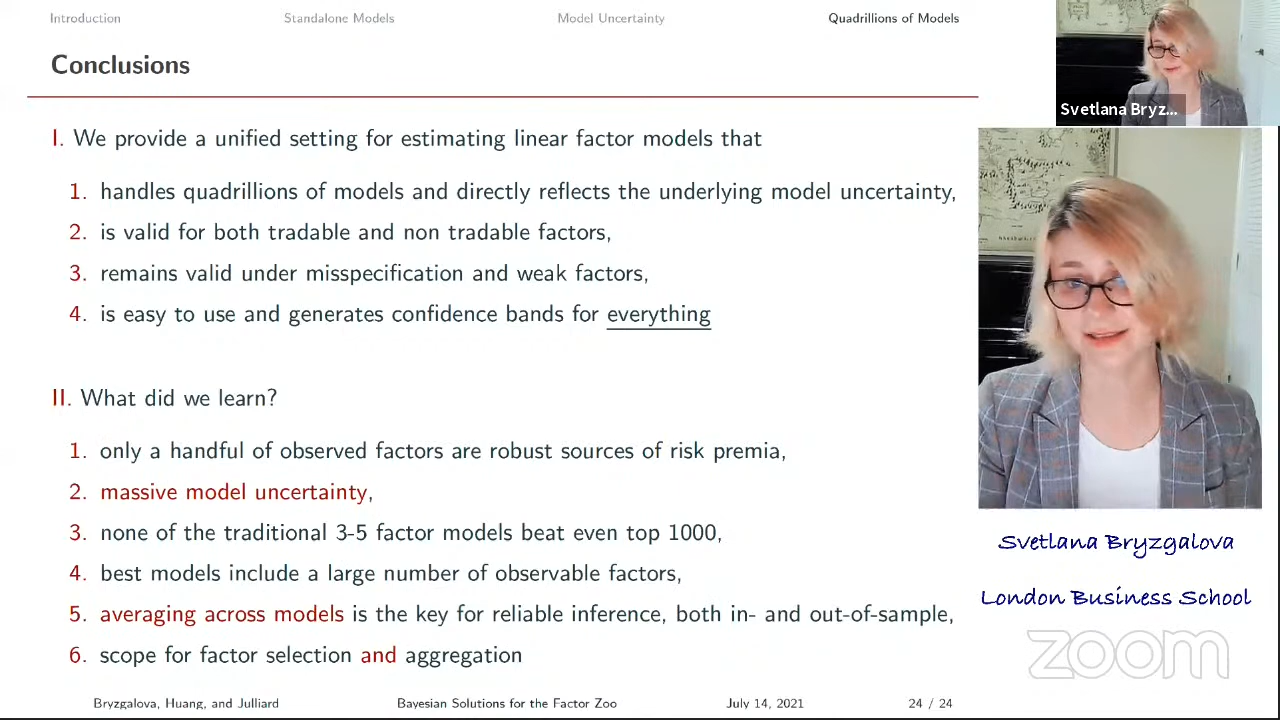 Introduction
Standalone Models
Model Uncertainty
Quadrillions of Models
Conclusions
I. We provide a unified setting for estimating linear factor models that
1. handles quadrillions of models and directly reflects the underlying model uncertainty,
2. is valid for both tradable and non tradable factors,
3. remains valid under misspecification and weak factors,
4. is easy to use and generates confidence bands for everything
II. What did we learn?
1. only a handful of observed factors are robust sources of risk premia,
2. massive model uncertainty,
3. none of the traditional 3-5 factor models beat even top 1000,
4. best models include a large number of observable factors,
5. averaging across models is the key for reliable inference, both in- and out-of-sample,
6. scope for factor selection and aggregation
Bryzgalova, Huang, and Julliard
Bayesian Solutions for the Factor Zoo
July 14, 2021
24 / 24
Svetlana Bryz...
Svetlana Bryzgalova
London Business School
zoom